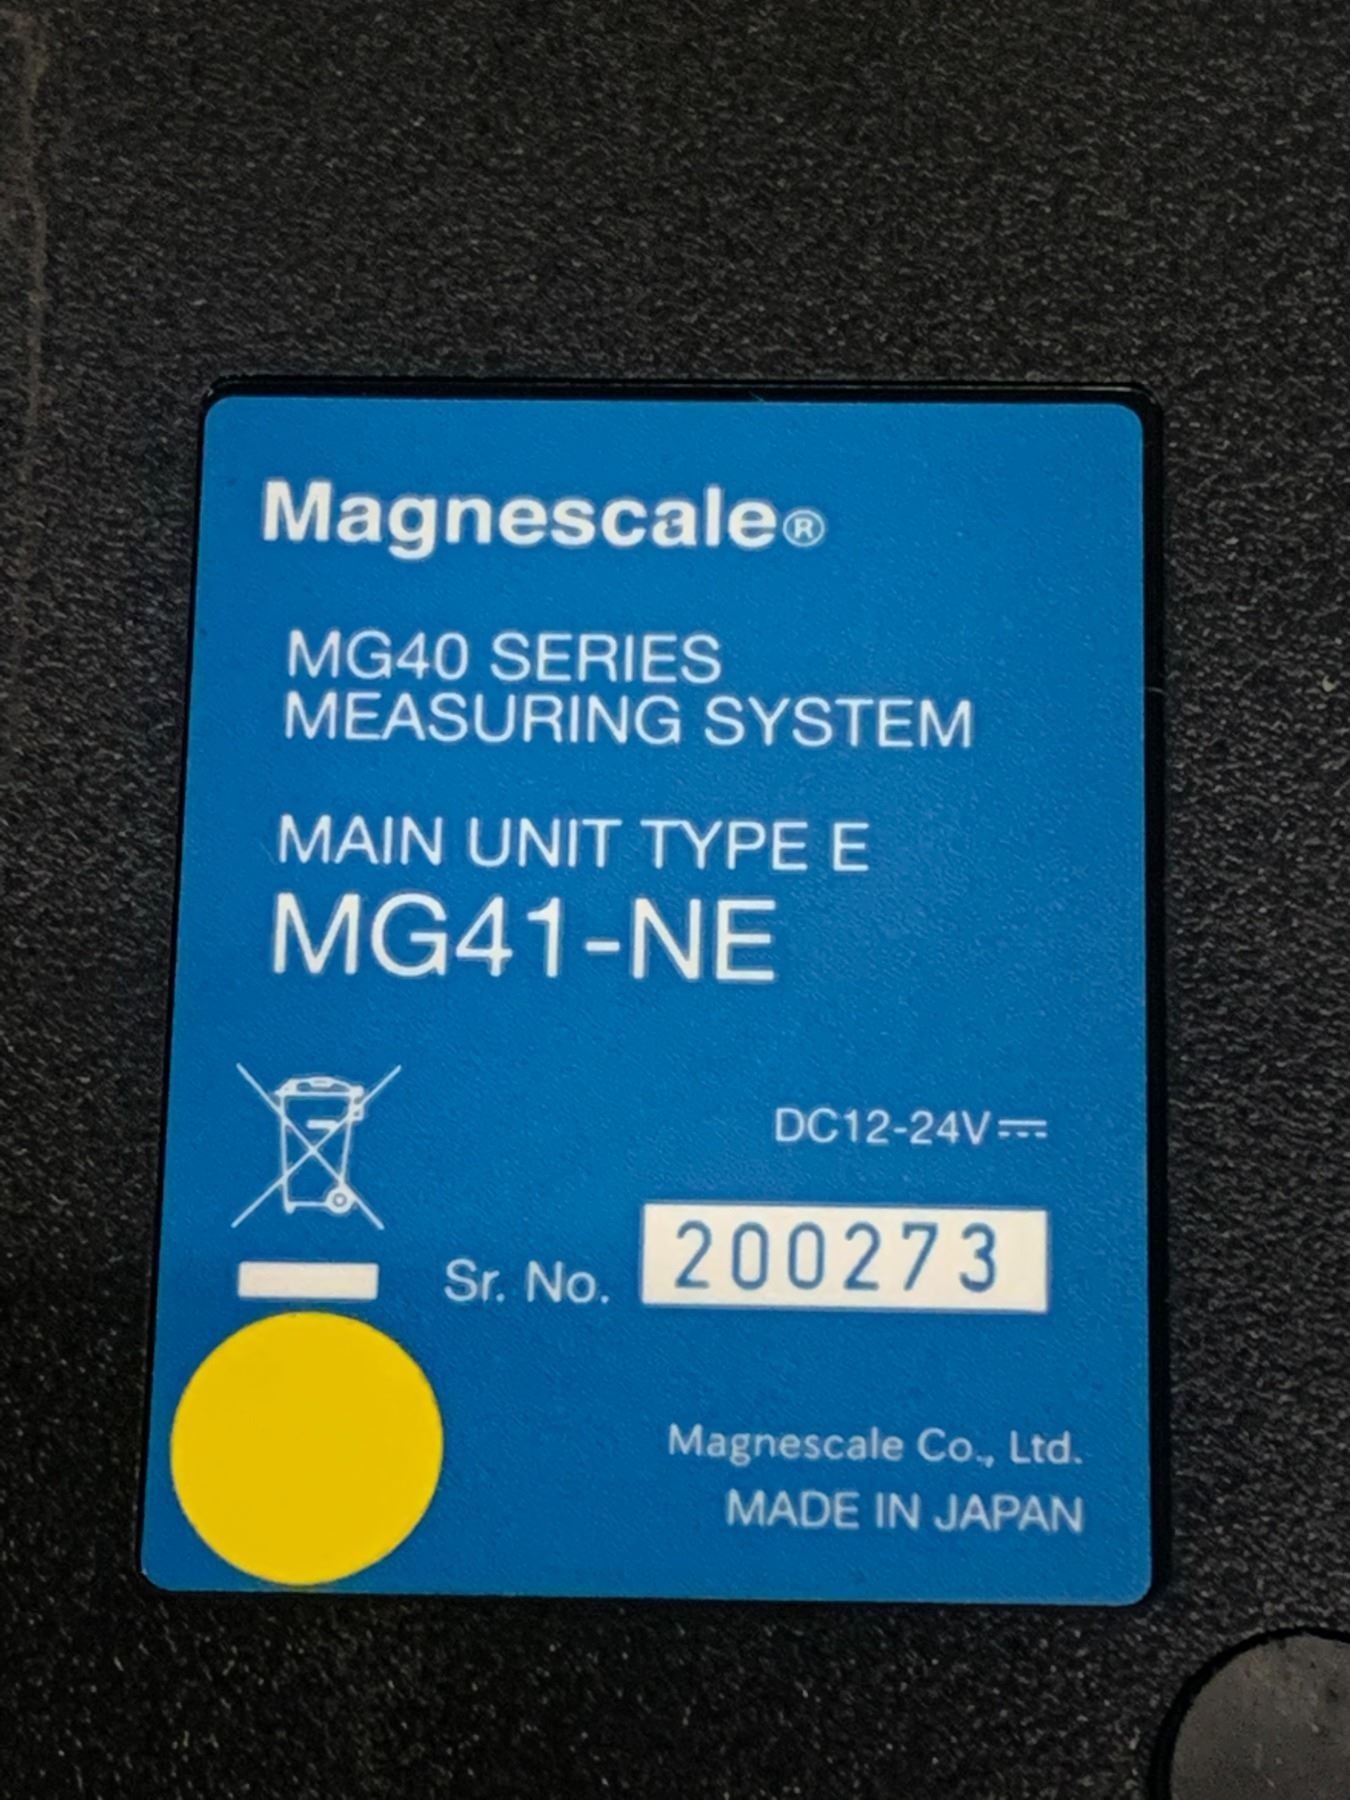 Magnescale®
MG40 SERIES
MEASURING SYSTEM
MAIN UNIT TYPE E
MG41-NE
DC12-24V⎓
Sr. No. 200273
Magnescale Co., Ltd.
MADE IN JAPAN